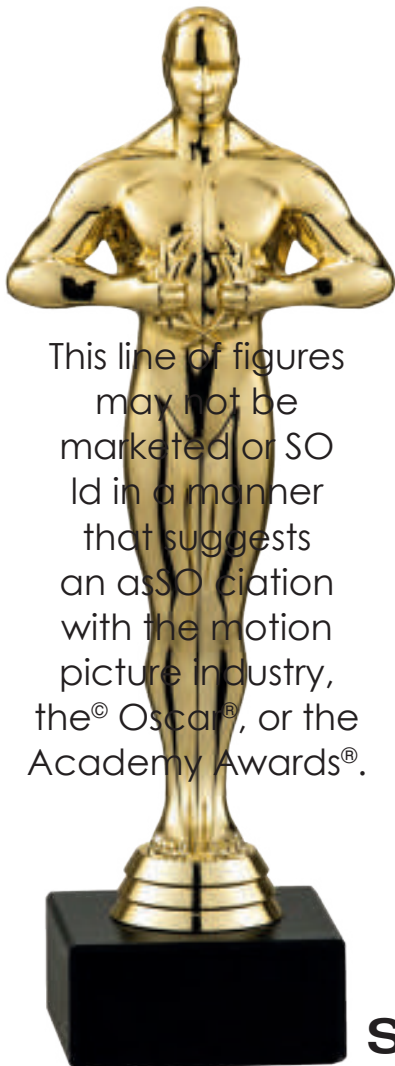 This line of figures
may not be
marketed or SO
ld in a manner
that suggests
an asSO ciation
with the motion
picture industry,
the© Oscar®, or the
Academy Awards®.
S